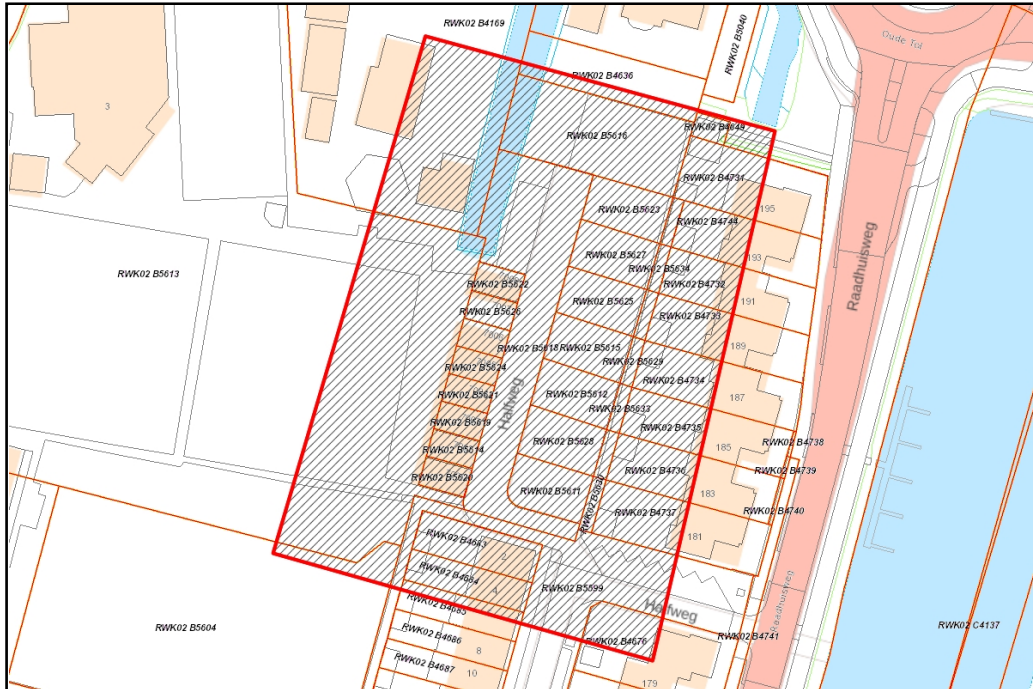 RWK02 B4169
RWK02 B5040
Oude Tol
RWK02 B4636
3
RWK02 B5616
RWK02 B4649
RWK02 B4731
RWK02 B5623
195
RWK02 B4744
RWK02 B5627
193
RWK02 B5613
RWK02 B5634
RWK02 B4732
Raadhuisweg
RWK02 B5622
RWK02 B5625
191
RWK02 B5626
RWK02 B4733
RWK02 B5618
RWK02 B5615
189
RWK02 B5629
RWK02 B5624
RWK02 B4734
RWK02 B5621
RWK02 B5612
187
Halfweg
RWK02 B5633
RWK02 B5619
RWK02 B4735
RWK02 B5628
185
RWK02 B4738
RWK02 B5614
RWK02 B4736
RWK02 B4739
RWK02 B5620
RWK02 B5611
183
RWK02 B4740
RWK02 B4737
181
RWK02 B4683
2
RWK02 B4684
4
RWK02 B5599
Raadhuisweg
RWK02 B4685
Halfweg
RWK02 B5604
RWK02 B4686
RWK02 B4676
RWK02 B4741
RWK02 C4137
8
RWK02 B4687
10
179